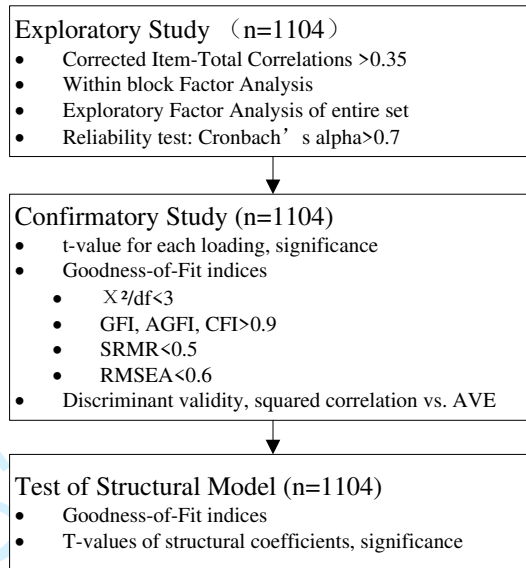 Exploratory Study （n=1104）
• Corrected Item-Total Correlations >0.35
• Within block Factor Analysis
• Exploratory Factor Analysis of entire set
• Reliability test: Cronbach’s alpha>0.7
Confirmatory Study (n=1104)
• t-value for each loading, significance
• Goodness-of-Fit indices
• Χ²/df<3
• GFI, AGFI, CFI>0.9
• SRMR<0.5
• RMSEA<0.6
• Discriminant validity, squared correlation vs. AVE
Test of Structural Model (n=1104)
• Goodness-of-Fit indices
• T-values of structural coefficients, significance